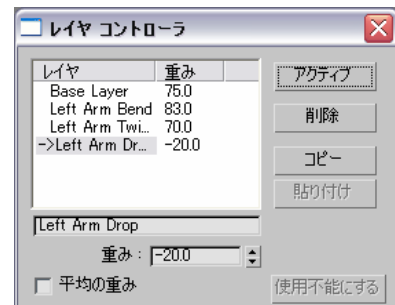 レイヤ コントローラ
レイヤ 重み
Base Layer 75.0
Left Arm Bend 83.0
Left Arm Twi... 70.0
->Left Arm Dr... -20.0
アクティブ
削除
コピー
貼り付け
Left Arm Drop
重み： -20.0
平均の重み
使用不能にする